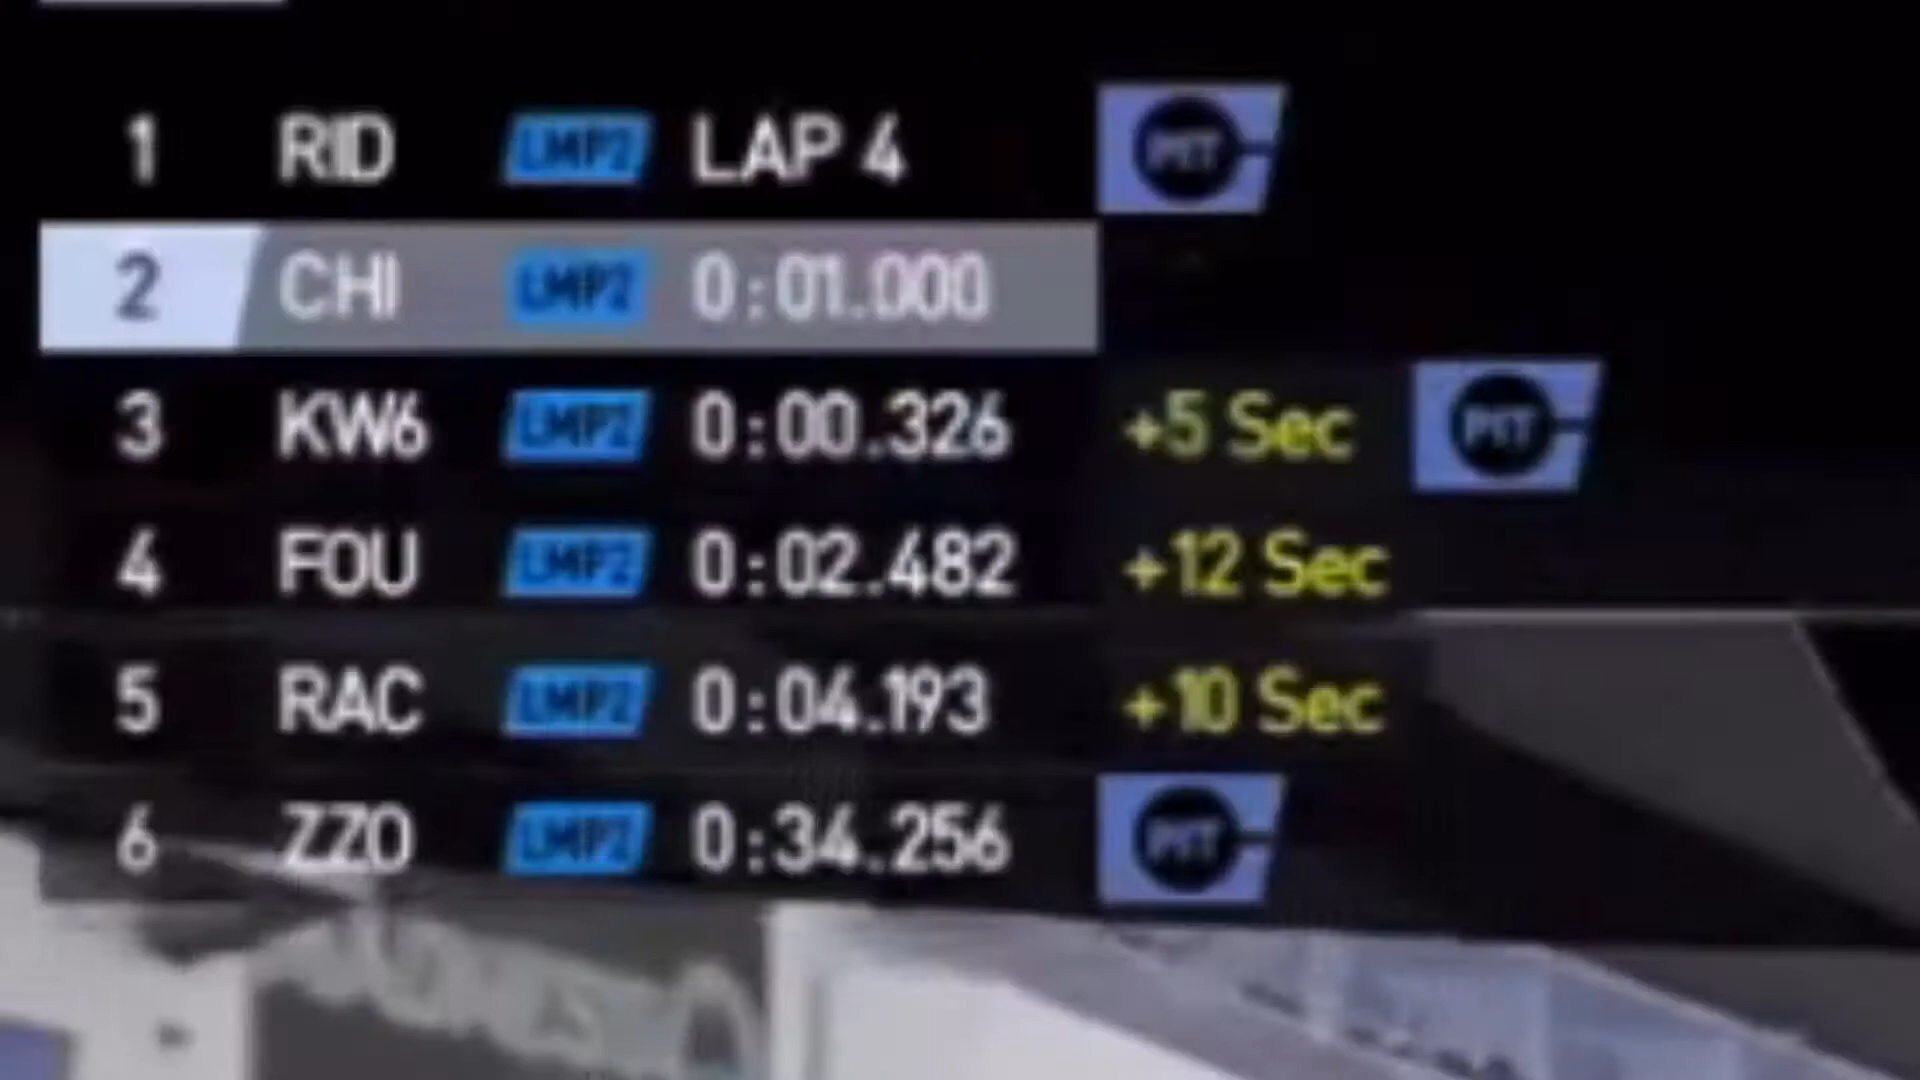 1 RID LMP2 LAP 4 PIT
2 CHI LMP2 0:01.000
3 KW6 LMP2 0:00.326 +5 Sec PIT
4 FOU LMP2 0:02.482 +12 Sec
5 RAC LMP2 0:04.193 +10 Sec
6 ZZO LMP2 0:34.256 PIT